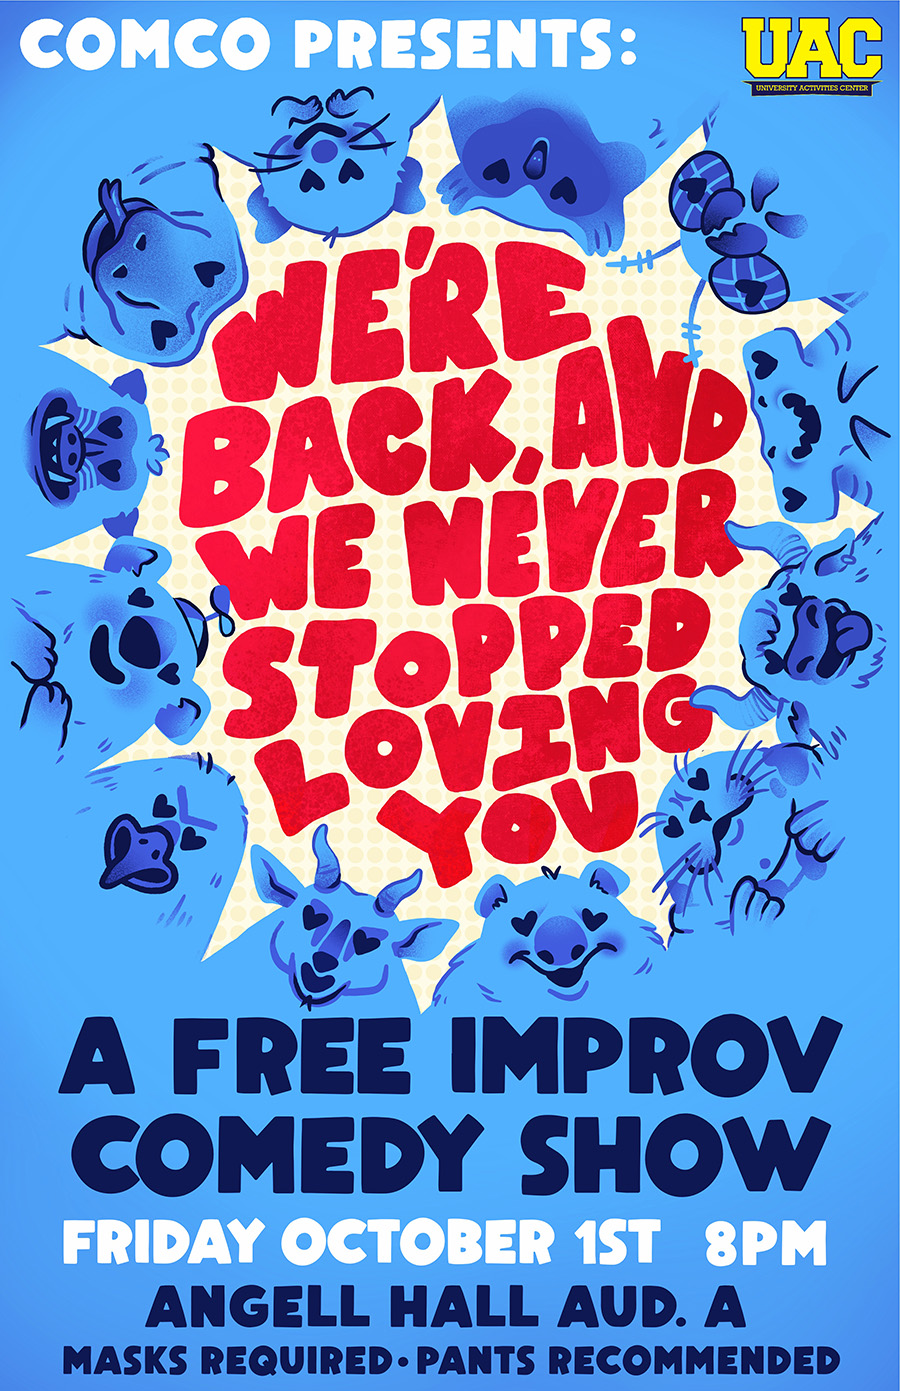 COMCO PRESENTS:
UAC
UNIVERSITY ACTIVITIES CENTER
WE'RE
BACK, AND
WE NEVER
STOPPED
LOVING
YOU
A FREE IMPROV
COMEDY SHOW
FRIDAY OCTOBER 1ST 8PM
ANGELL HALL AUD. A
MASKS REQUIRED • PANTS RECOMMENDED